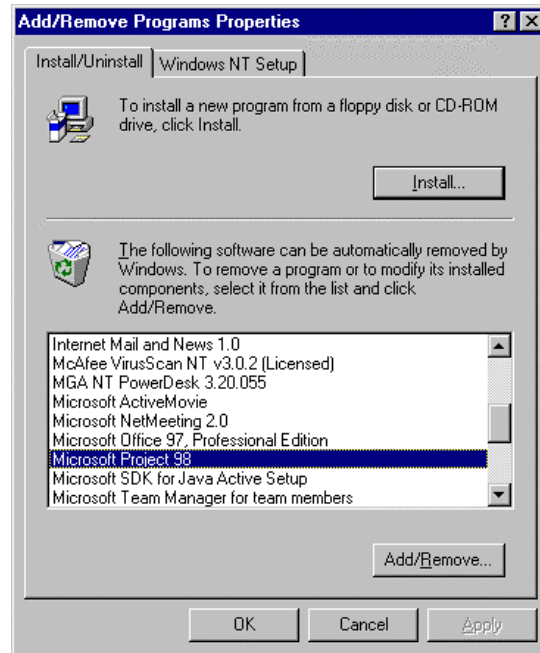 Add/Remove Programs Properties
Install/Uninstall
Windows NT Setup
To install a new program from a floppy disk or CD-ROM
drive, click Install.
Install...
The following software can be automatically removed by
Windows. To remove a program or to modify its installed
components, select it from the list and click
Add/Remove.
Internet Mail and News 1.0
McAfee VirusScan NT v3.0.2 (Licensed)
MGA NT PowerDesk 3.20.055
Microsoft ActiveMovie
Microsoft NetMeeting 2.0
Microsoft Office 97, Professional Edition
Microsoft Project 98
Microsoft SDK for Java Active Setup
Microsoft Team Manager for team members
Add/Remove...
OK
Cancel
Apply